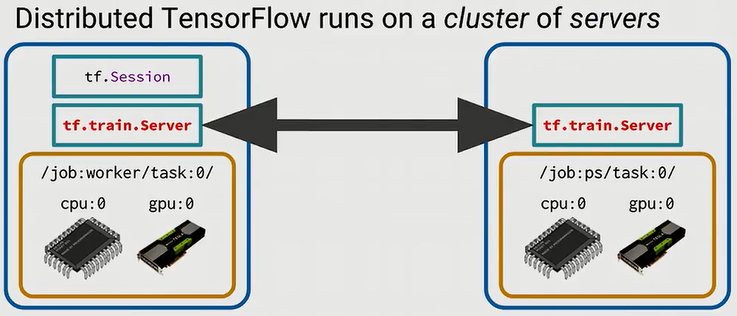 Distributed TensorFlow runs on a cluster of servers
tf.Session
tf.train.Server
tf.train.Server
/job:worker/task:0/
/job:ps/task:0/
cpu:0 gpu:0
cpu:0 gpu:0